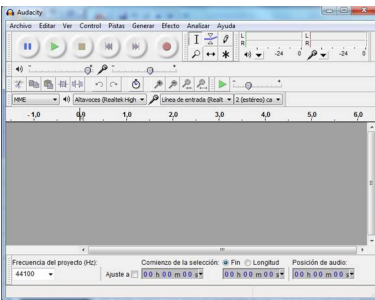 Audacity
Archivo Editar Ver Control Pistas Generar Efecto Analizar Ayuda
L
R
-24 0
L
R
-24 0
MME Altavoces (Realtek High Línea de entrada (Realt 2 (estéreo) ca
- 1,0 0,0 1,0 2,0 3,0 4,0 5,0 6,0
Frecuencia del proyecto (Hz): Comienzo de la selección: Fin Longitud Posición de audio:
44100 Ajuste a 00 h 00 m 00 s 00 h 00 m 00 s 00 h 00 m 00 s